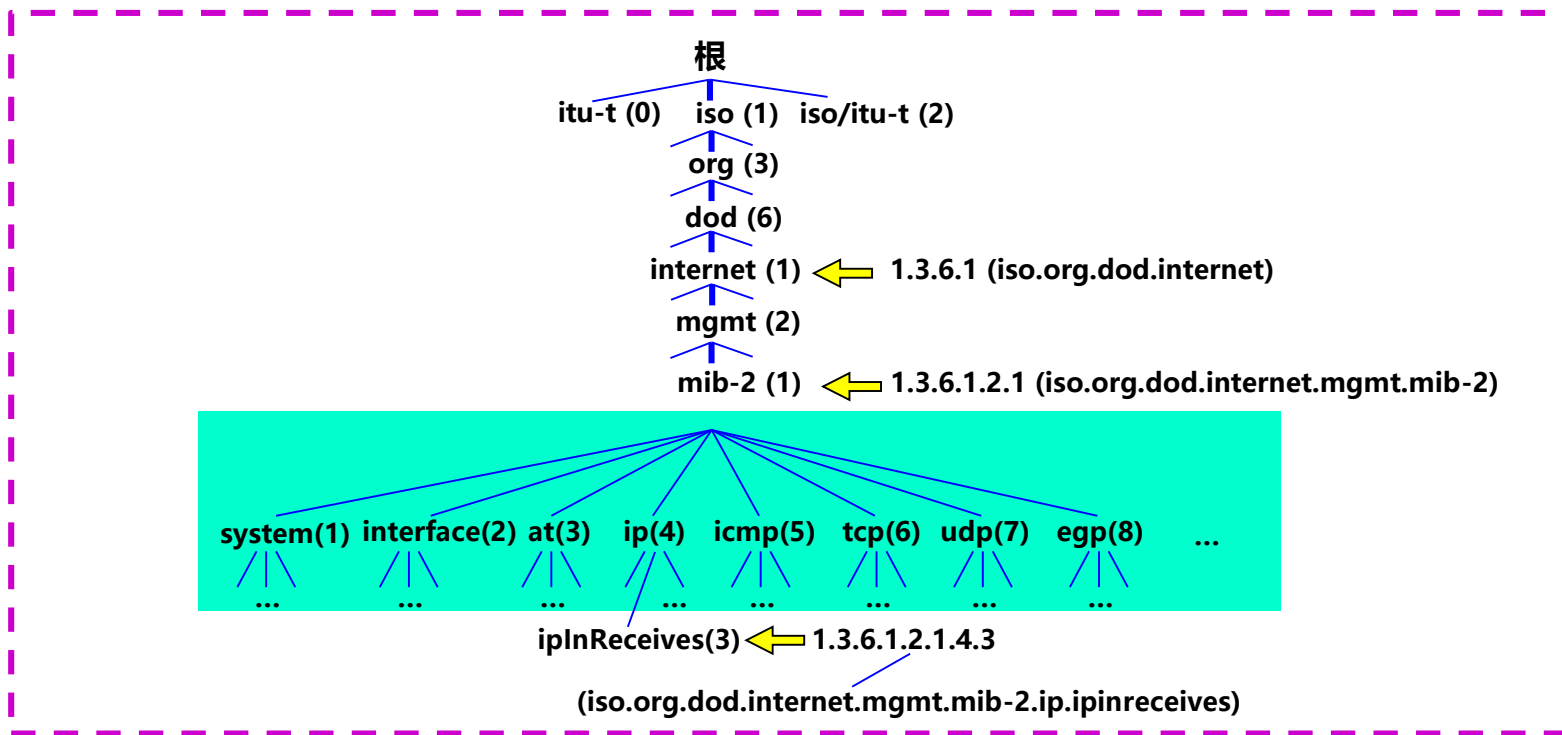 根
itu-t (0) iso (1) iso/itu-t (2)
org (3)
dod (6)
internet (1) 1.3.6.1 (iso.org.dod.internet)
mgmt (2)
mib-2 (1) 1.3.6.1.2.1 (iso.org.dod.internet.mgmt.mib-2)
system(1) interface(2) at(3) ip(4) icmp(5) tcp(6) udp(7) egp(8) ...
... ... ... ... ... ... ... ...
ipInReceives(3) 1.3.6.1.2.1.4.3
(iso.org.dod.internet.mgmt.mib-2.ip.ipinreceives)